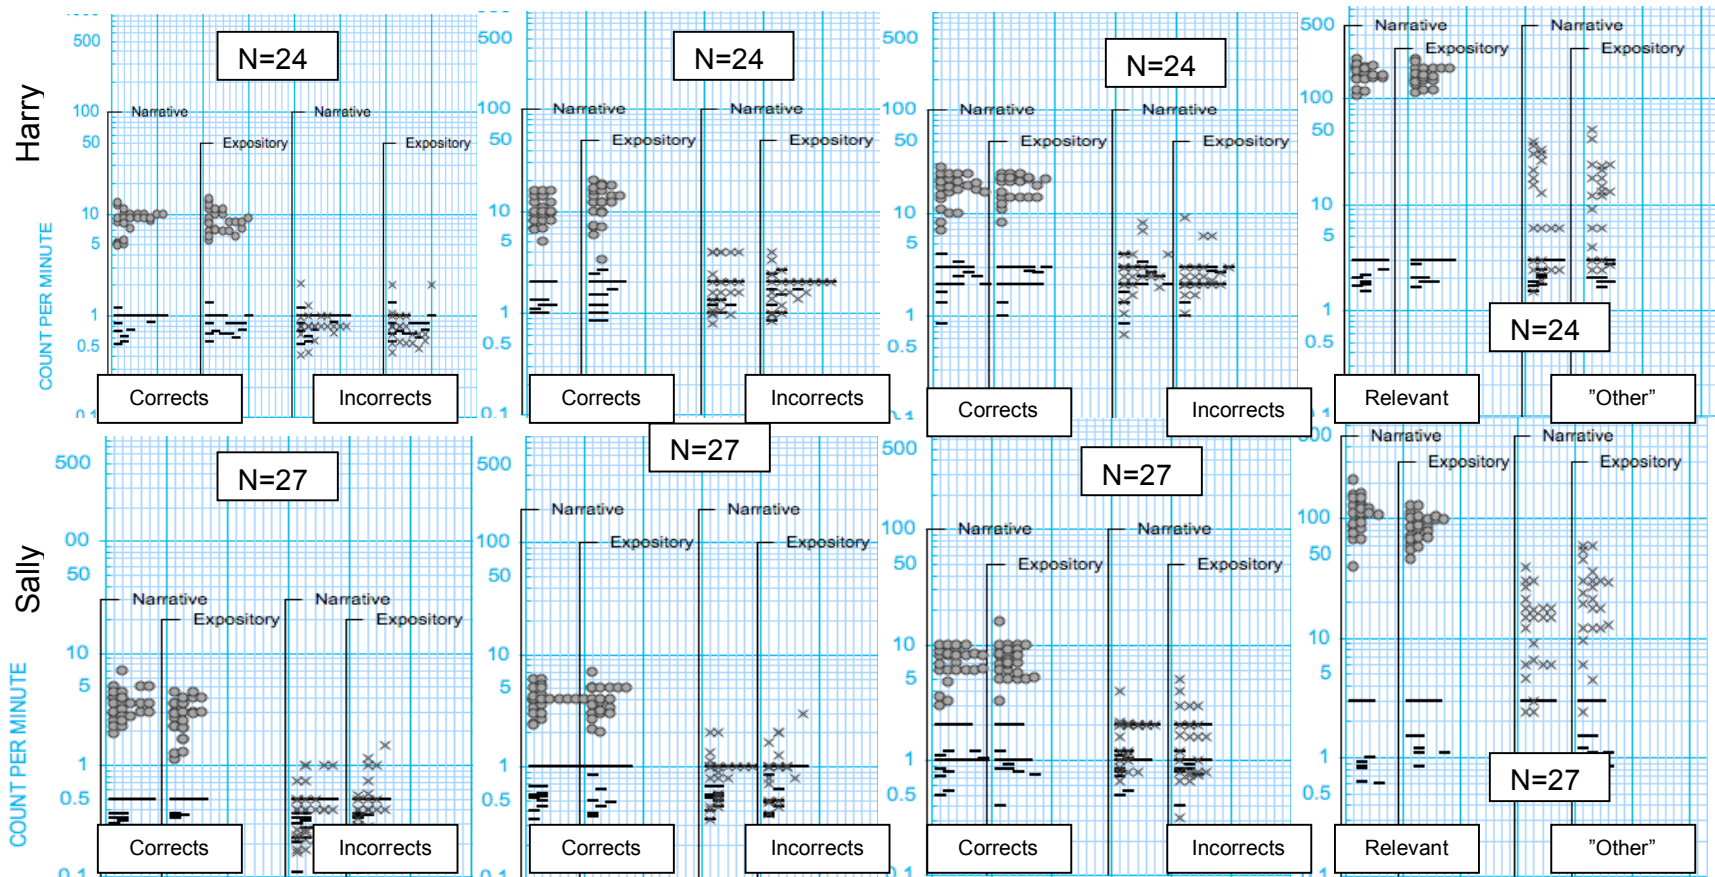 Harry
COUNT PER MINUTE
500
100
50
10
5
1
0.5
N=24
Narrative
Expository
Narrative
Expository
Corrects
Incorrects
500
100
50
10
5
1
0.5
0.1
N=24
Narrative
Expository
Narrative
Expository
Corrects
Incorrects
500
100
50
10
5
1
0.5
N=24
Narrative
Expository
Narrative
Expository
Corrects
Incorrects
500
100
50
10
5
1
0.5
Narrative
Expository
Narrative
Expository
N=24
Relevant
”Other”
Sally
COUNT PER MINUTE
500
00
50
10
5
1
0.5
N=27
Narrative
Expository
Narrative
Expository
Corrects
Incorrects
500
100
50
10
5
1
0.5
N=27
Narrative
Expository
Narrative
Expository
Corrects
Incorrects
500
100
50
10
5
1
0.5
N=27
Narrative
Expository
Narrative
Expository
Corrects
Incorrects
00
100
50
10
5
1
0.5
Narrative
Expository
Narrative
Expository
N=27
Relevant
”Other”